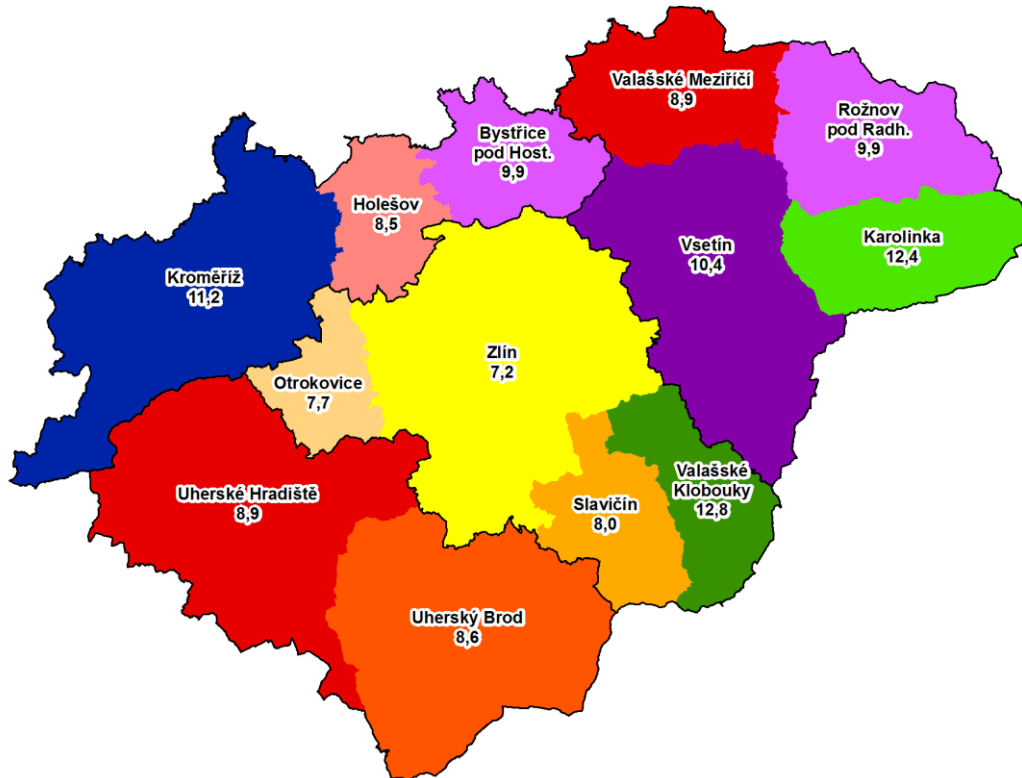 Valašské Meziříčí
8,9
Rožnov
pod Radh.
9,9
Bystřice
pod Host.
9,9
Holešov
8,5
Karolinka
12,4
Vsetín
10,4
Kroměříž
11,2
Zlín
7,2
Otrokovice
7,7
Valašské
Klobouky
12,8
Uherské Hradiště
8,9
Slavičín
8,0
Uherský Brod
8,6